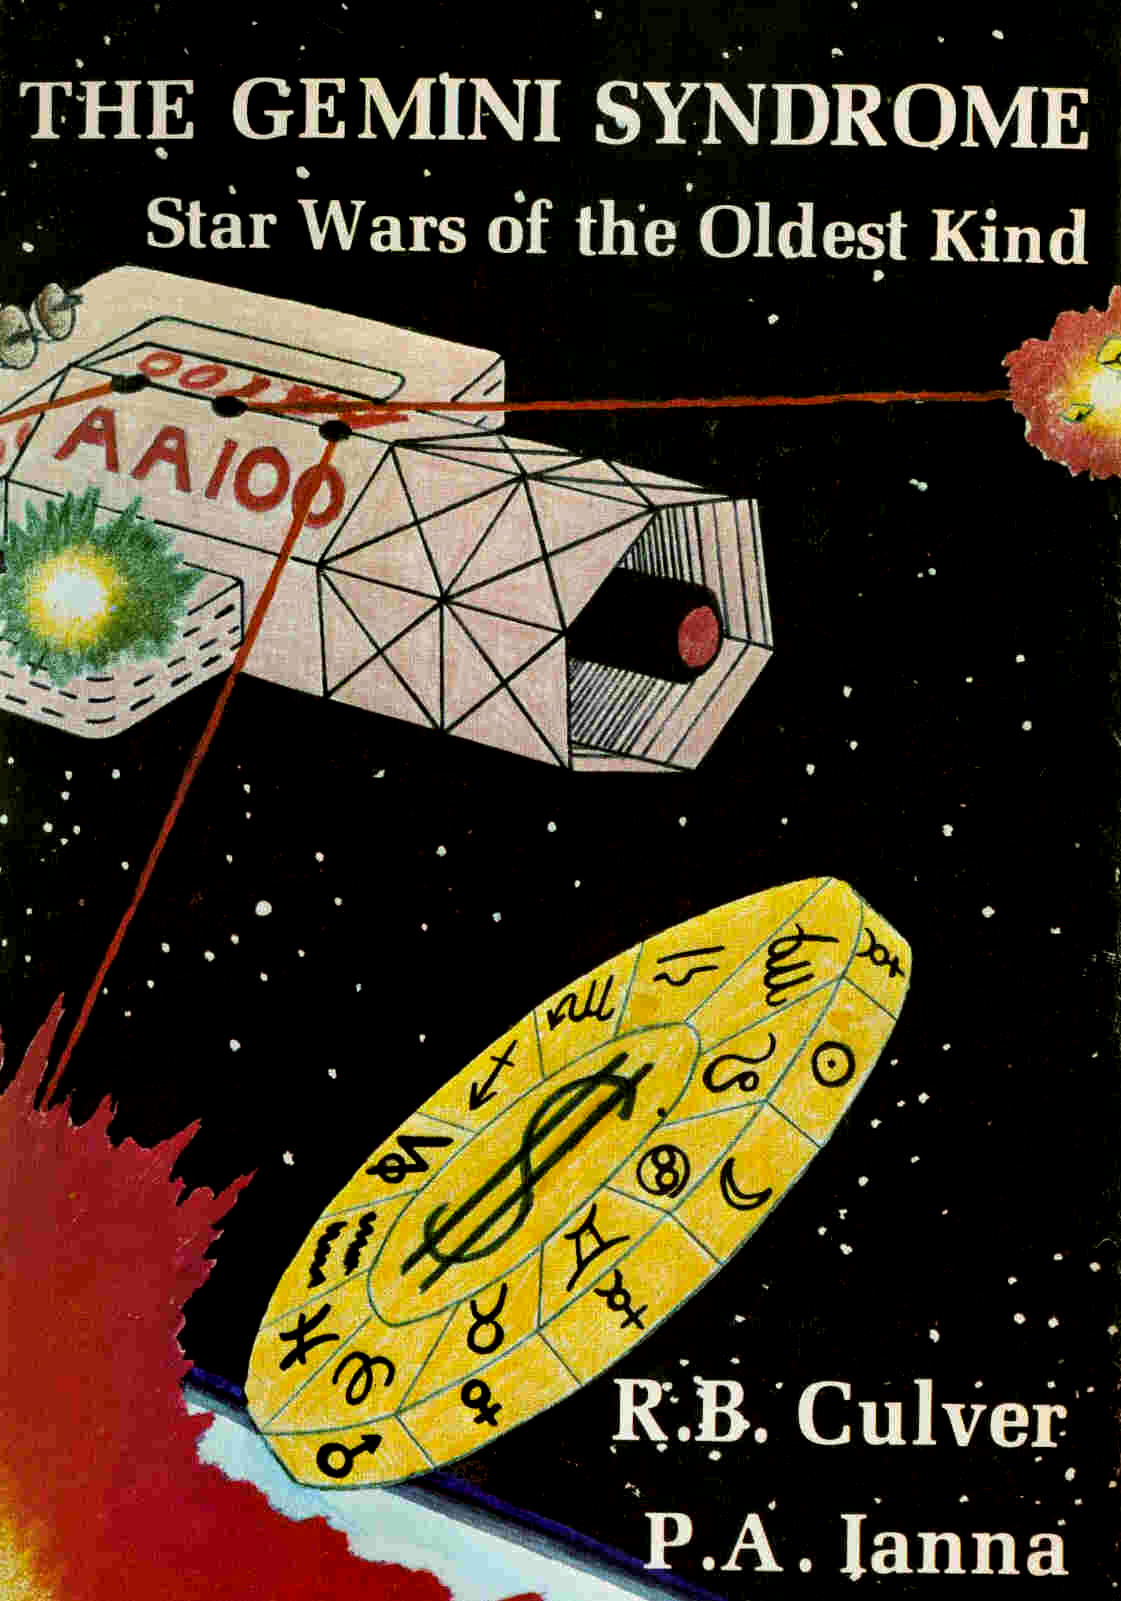 THE GEMINI SYNDROME
Star Wars of the Oldest Kind
AA100
$
R.B. Culver
P.A. Ianna